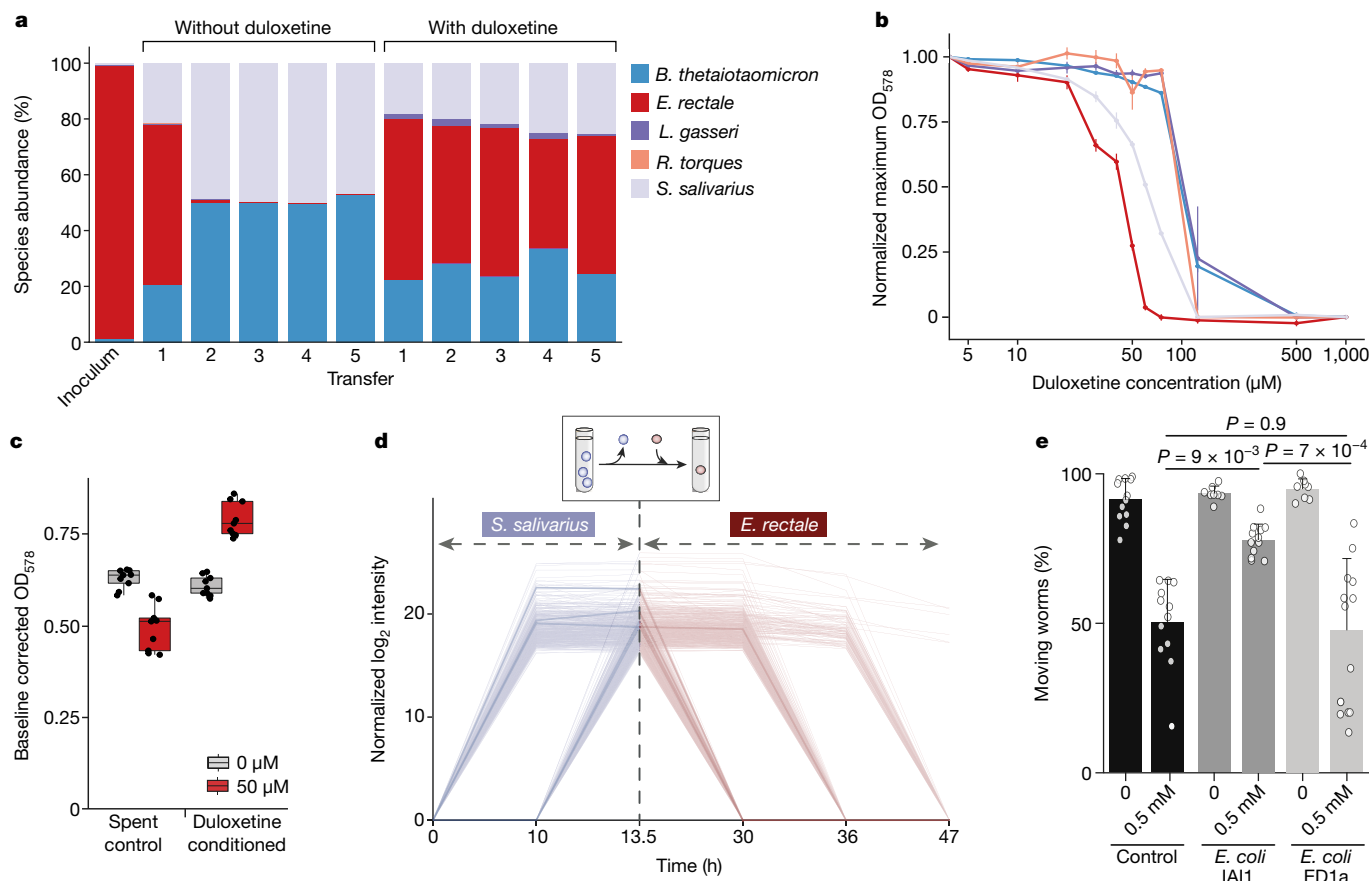 a
Without duloxetine
With duloxetine
Species abundance (%)
100
80
60
40
20
0
Inoculum
1
2
3
4
5
1
2
3
4
5
Transfer
B. thetaiotaomicron
E. rectale
L. gasseri
R. torques
S. salivarius
b
Normalized maximum OD578
1.00
0.75
0.50
0.25
0
5
10
50
100
500
1,000
Duloxetine concentration (µM)
c
Baseline corrected OD578
0.75
0.50
0.25
0
0 µM
50 µM
Spent
control
Duloxetine
conditioned
d
S. salivarius
E. rectale
Normalized log2 intensity
20
10
0
0
10
13.5
30
36
47
Time (h)
e
P = 0.9
P = 9 × 10−3
P = 7 × 10−4
Moving worms (%)
100
50
0
0
0.5 mM
0
0.5 mM
0
0.5 mM
Control
E. coli
IAI1
E. coli
ED1a